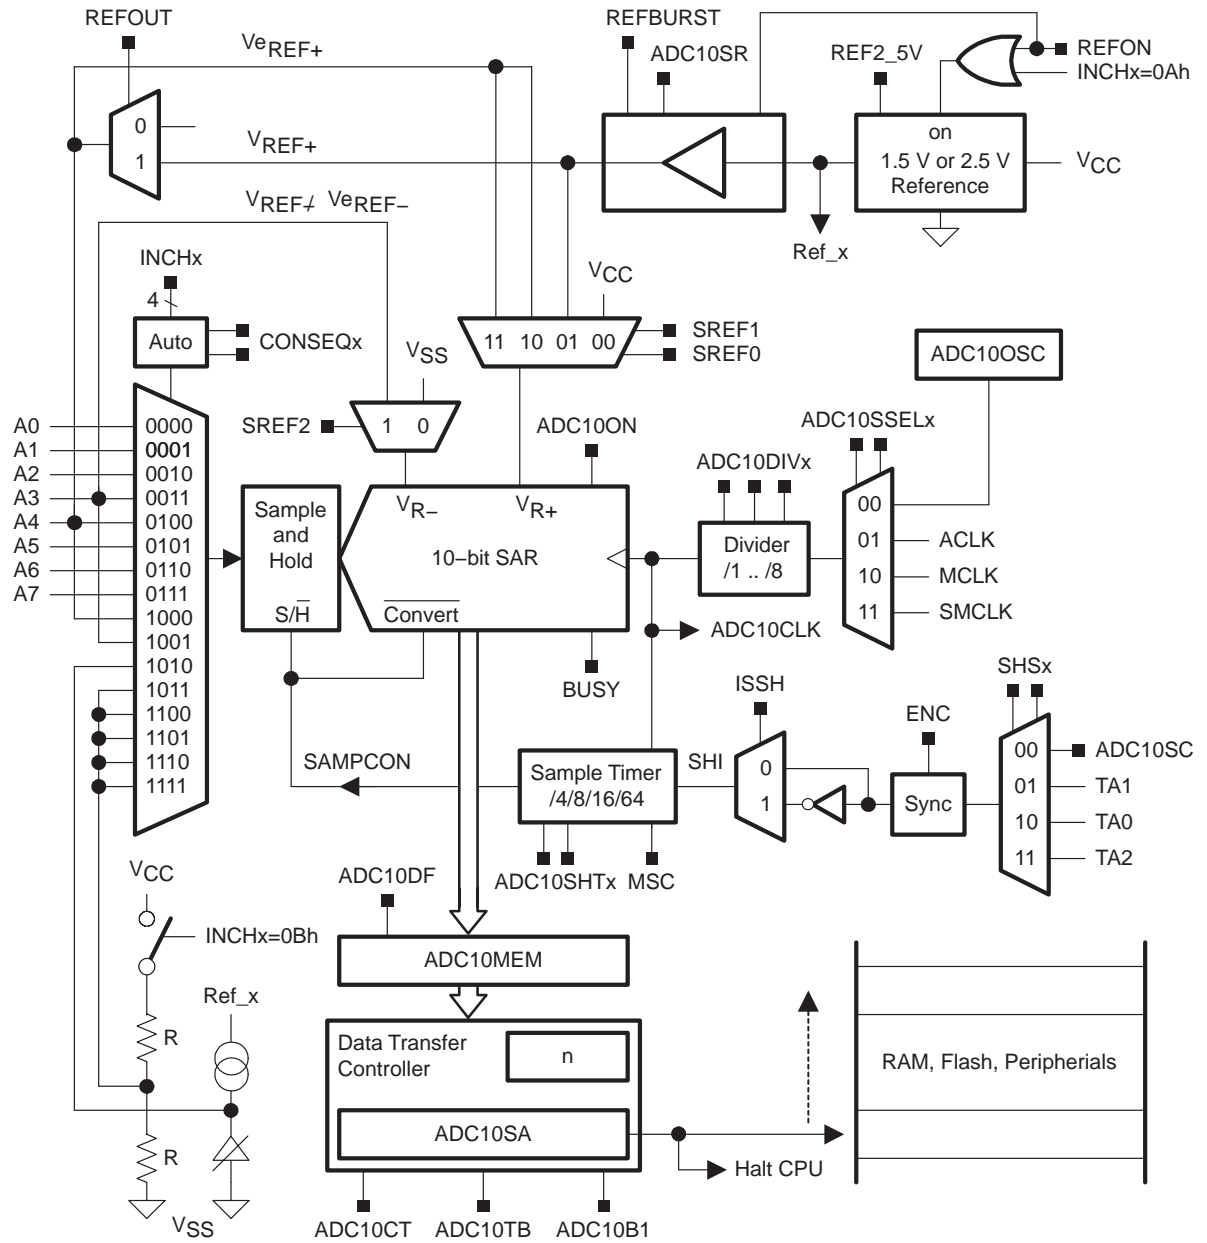 REFOUT
VeREF+
REFBURST
ADC10SR
REF2_5V
REFON
INCHx=0Ah
0
1
VREF+
on
1.5 V or 2.5 V
Reference
VCC
VREF− / VeREF−
Ref_x
INCHx
4
Auto
CONSEQx
VCC
11 10 01 00
SREF1
SREF0
VSS
ADC10OSC
SREF2
1 0
ADC10ON
ADC10SSELx
ADC10DIVx
A0
A1
A2
A3
A4
A5
A6
A7
0000
0001
0010
0011
0100
0101
0110
0111
1000
1001
1010
1011
1100
1101
1110
1111
Sample
and
Hold
S/H
VR−
VR+
10−bit SAR
Convert
Divider
/1 .. /8
00
01
10
11
ACLK
MCLK
SMCLK
ADC10CLK
BUSY
ISSH
ENC
SHSx
SAMPCON
Sample Timer
/4/8/16/64
SHI
0
1
Sync
00
01
10
11
ADC10SC
TA1
TA0
TA2
ADC10DF
ADC10SHTx
MSC
VCC
INCHx=0Bh
ADC10MEM
Ref_x
R
R
VSS
Data Transfer
Controller
n
ADC10SA
RAM, Flash, Peripherials
Halt CPU
ADC10CT
ADC10TB
ADC10B1